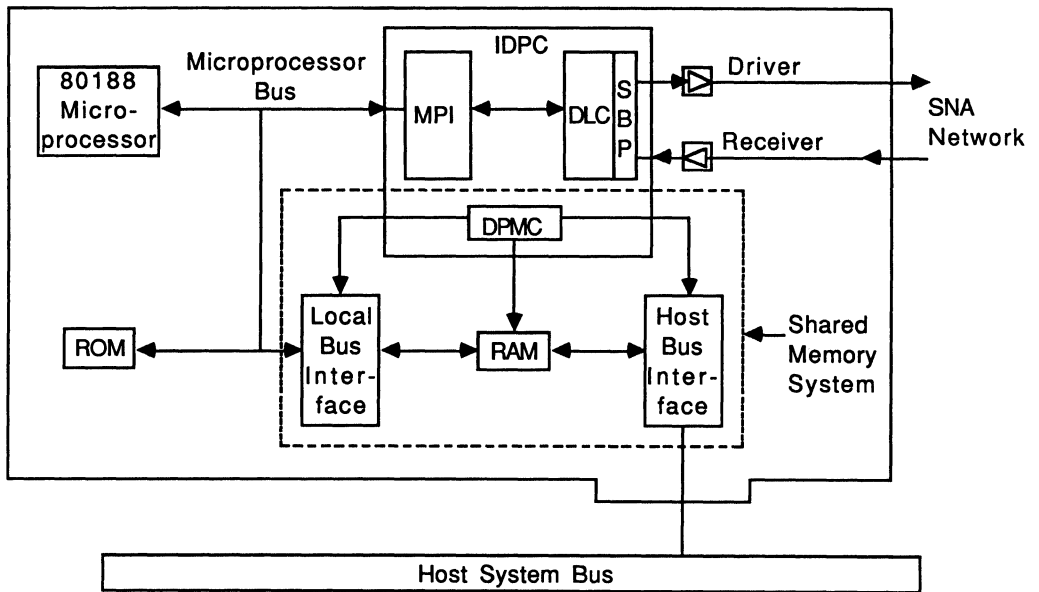 IDPC
80188
Micro-
processor
Microprocessor
Bus
MPI
DLC
S
B
P
Driver
Receiver
SNA
Network
DPMC
ROM
Local
Bus
Inter-
face
RAM
Host
Bus
Inter-
face
Shared
Memory
System
Host System Bus